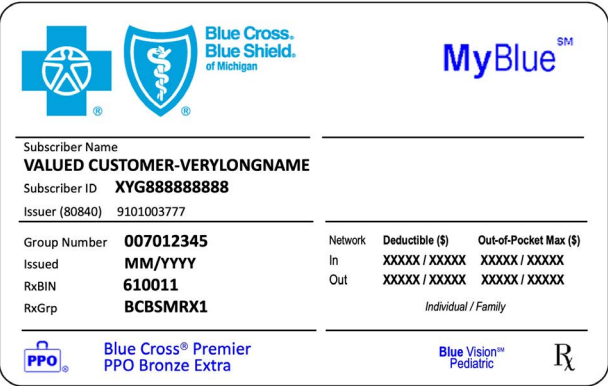 Blue Cross®
Blue Shield®
of Michigan
® ®
MyBlue℠
Subscriber Name
VALUED CUSTOMER-VERYLONGNAME
Subscriber ID XYG888888888
Issuer (80840) 9101003777
Group Number 007012345
Issued MM/YYYY
RxBIN 610011
RxGrp BCBSMRX1
Network Deductible ($) Out-of-Pocket Max ($)
In XXXXX / XXXXX XXXXX / XXXXX
Out XXXXX / XXXXX XXXXX / XXXXX
Individual / Family
PPO®
Blue Cross® Premier
PPO Bronze Extra
Blue Vision℠
Pediatric
Rx